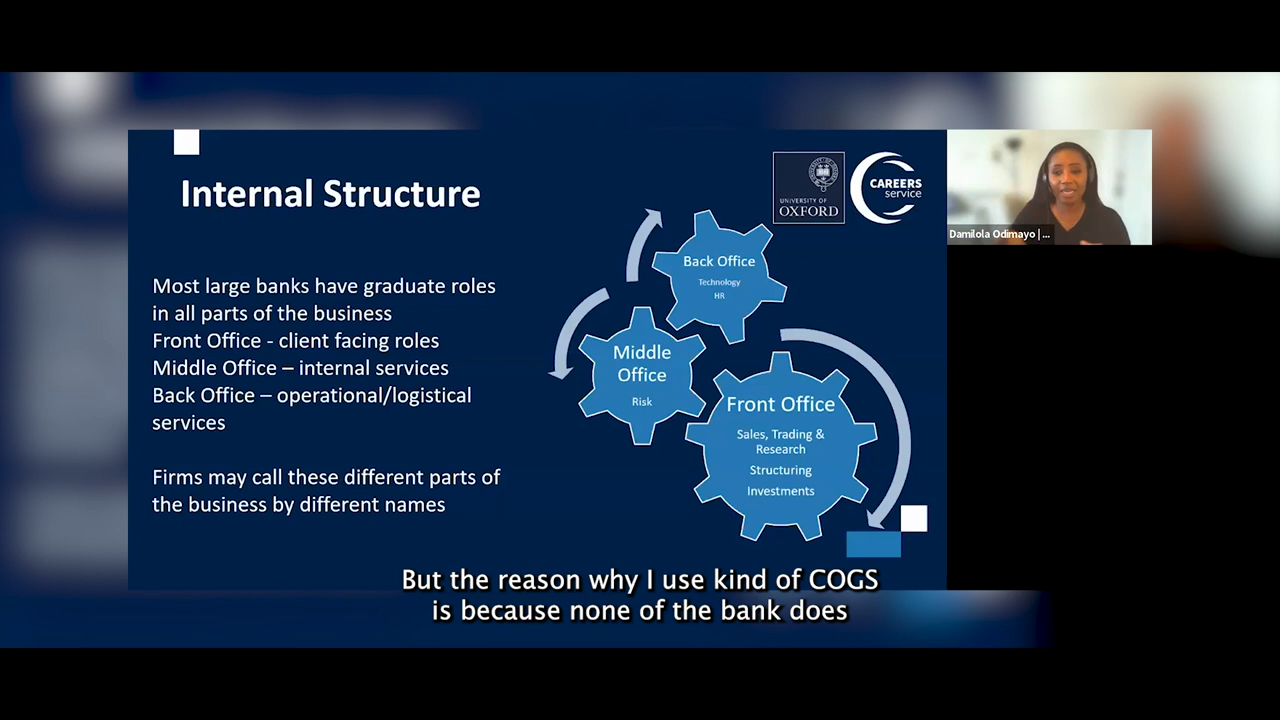 Internal Structure
UNIVERSITY OF
OXFORD
CAREERS
service
Damilola Odimayo | ...
Most large banks have graduate roles
in all parts of the business
Front Office - client facing roles
Middle Office – internal services
Back Office – operational/logistical
services
Firms may call these different parts of
the business by different names
Back Office
Technology
HR
Middle
Office
Risk
Front Office
Sales, Trading &
Research
Structuring
Investments
But the reason why I use kind of COGS
is because none of the bank does